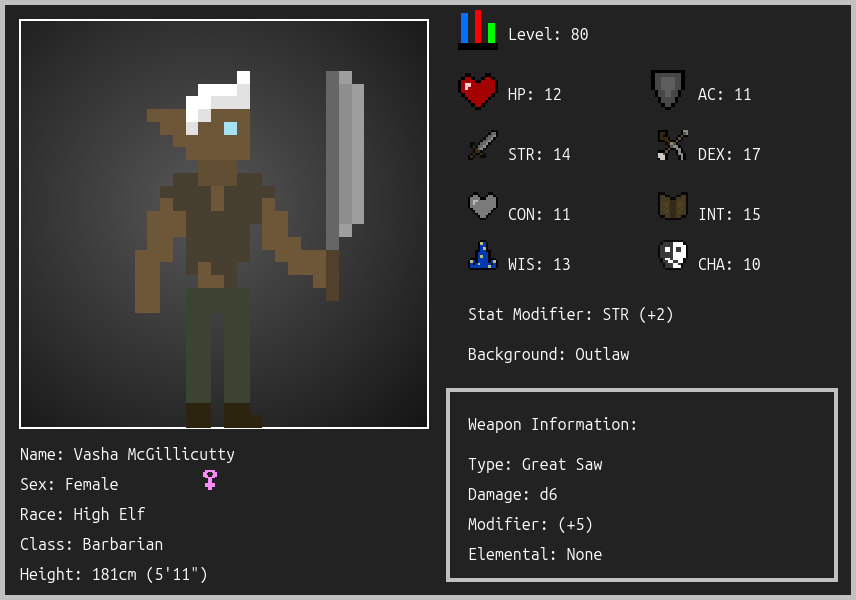 Level: 80
HP: 12
AC: 11
STR: 14
DEX: 17
CON: 11
INT: 15
WIS: 13
CHA: 10
Stat Modifier: STR (+2)
Background: Outlaw
Name: Vasha McGillicutty
Sex: Female
Race: High Elf
Class: Barbarian
Height: 181cm (5'11")
Weapon Information:
Type: Great Saw
Damage: d6
Modifier: (+5)
Elemental: None